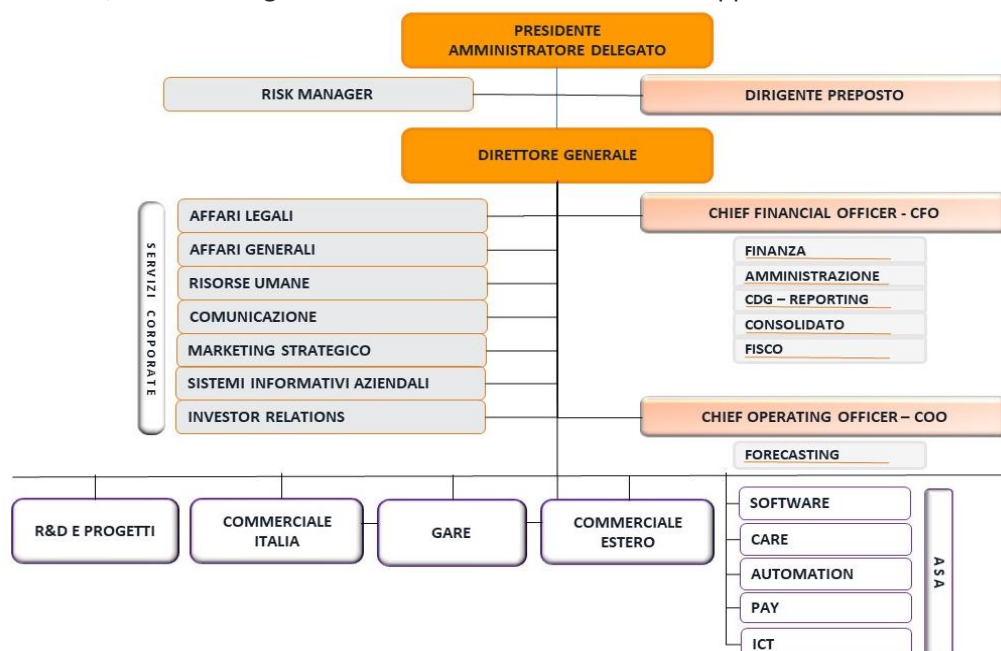 PRESIDENTE
AMMINISTRATORE DELEGATO
RISK MANAGER
DIRIGENTE PREPOSTO
DIRETTORE GENERALE
SERVIZI CORPORATE
AFFARI LEGALI
AFFARI GENERALI
RISORSE UMANE
COMUNICAZIONE
MARKETING STRATEGICO
SISTEMI INFORMATIVI AZIENDALI
INVESTOR RELATIONS
CHIEF FINANCIAL OFFICER - CFO
FINANZA
AMMINISTRAZIONE
CDG – REPORTING
CONSOLIDATO
FISCO
CHIEF OPERATING OFFICER – COO
FORECASTING
R&D E PROGETTI
COMMERCIALE
ITALIA
GARE
COMMERCIALE
ESTERO
SOFTWARE
CARE
AUTOMATION
PAY
ICT
ASA